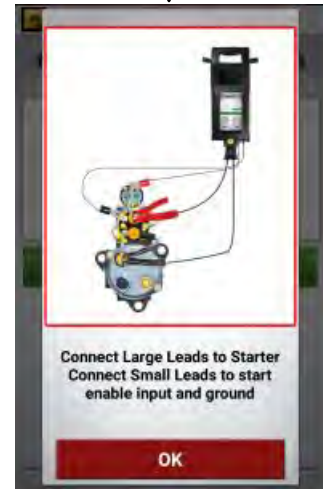 Connect Large Leads to Starter
Connect Small Leads to start
enable input and ground
OK